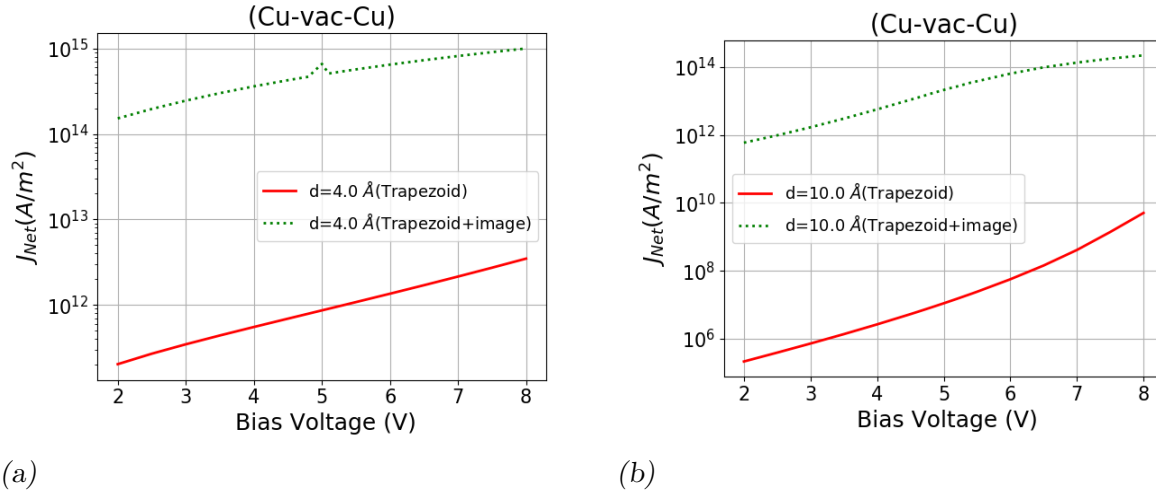 (Cu-vac-Cu)
10^15
10^14
10^13
10^12
J_Net(A/m^2)
d=4.0 Å(Trapezoid)
d=4.0 Å(Trapezoid+image)
2 3 4 5 6 7 8
Bias Voltage (V)
(a)
(Cu-vac-Cu)
10^14
10^12
10^10
10^8
10^6
J_Net(A/m^2)
d=10.0 Å(Trapezoid)
d=10.0 Å(Trapezoid+image)
2 3 4 5 6 7 8
Bias Voltage (V)
(b)